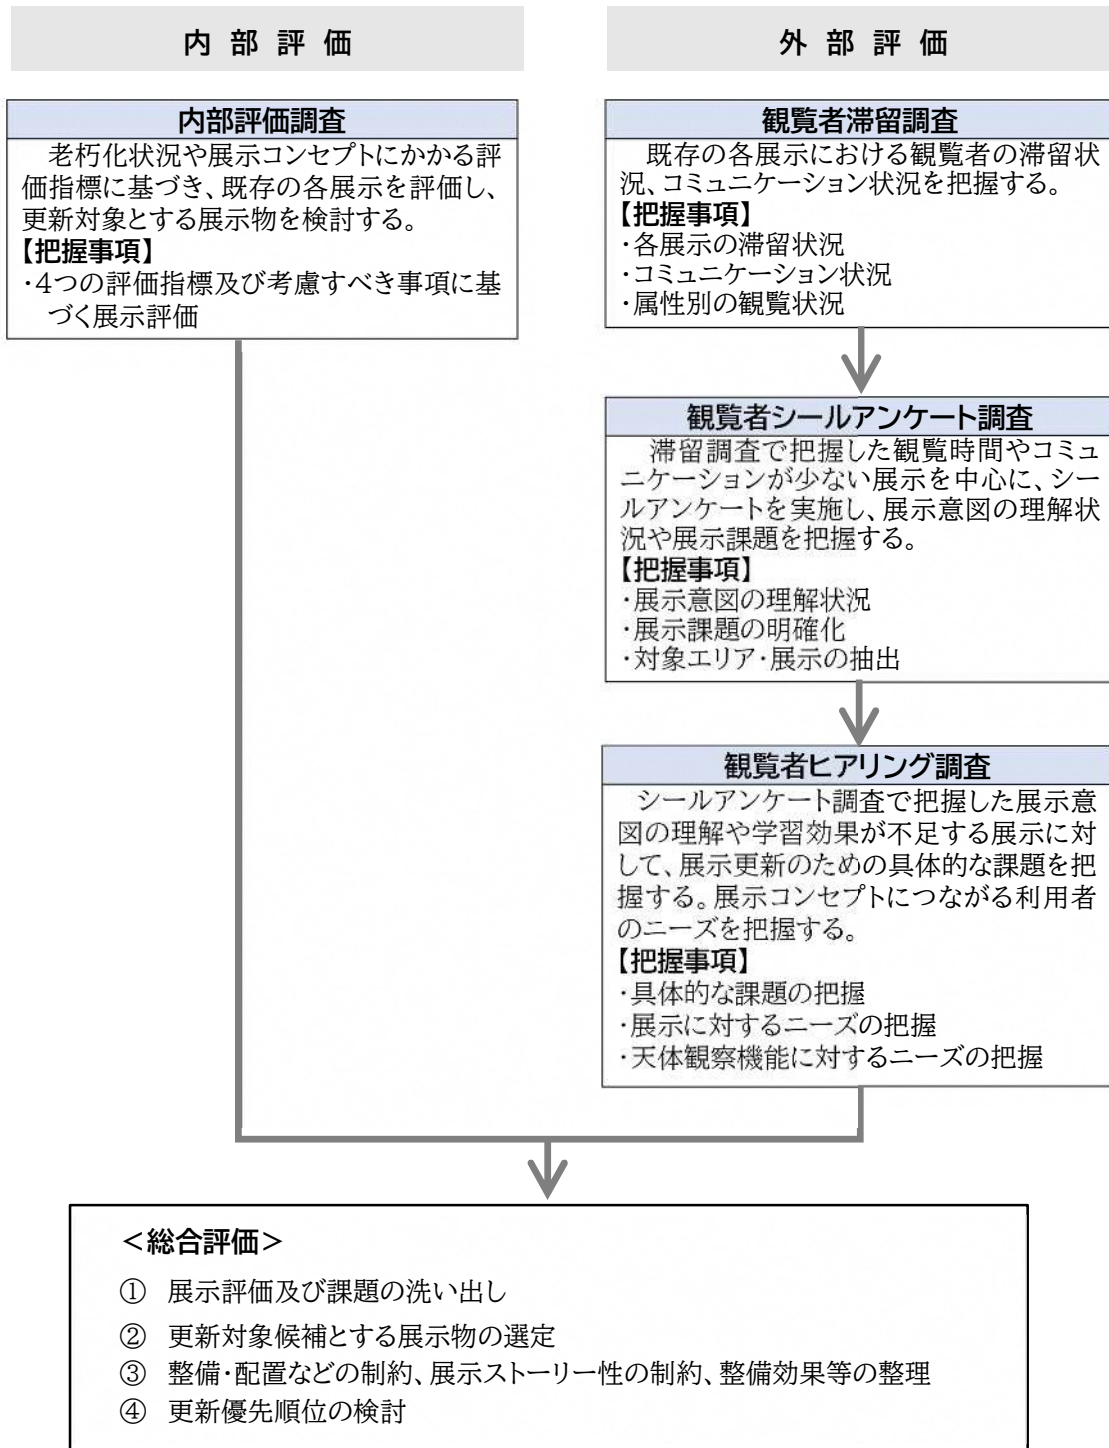 内部評価
内部評価調査
老朽化状況や展示コンセプトにかかる評
価指標に基づき、既存の各展示を評価し、
更新対象とする展示物を検討する。
【把握事項】
・4つの評価指標及び考慮すべき事項に基
づく展示評価
外部評価
観覧者滞留調査
既存の各展示における観覧者の滞留状
況、コミュニケーション状況を把握する。
【把握事項】
・各展示の滞留状況
・コミュニケーション状況
・属性別の観覧状況
観覧者シールアンケート調査
滞留調査で把握した観覧時間やコミュ
ニケーションが少ない展示を中心に、シー
ルアンケートを実施し、展示意図の理解状
況や展示課題を把握する。
【把握事項】
・展示意図の理解状況
・展示課題の明確化
・対象エリア・展示の抽出
観覧者ヒアリング調査
シールアンケート調査で把握した展示意
図の理解や学習効果が不足する展示に対
して、展示更新のための具体的な課題を把
握する。展示コンセプトにつながる利用者
のニーズを把握する。
【把握事項】
・具体的な課題の把握
・展示に対するニーズの把握
・天体観察機能に対するニーズの把握
＜総合評価＞
① 展示評価及び課題の洗い出し
② 更新対象候補とする展示物の選定
③ 整備・配置などの制約、展示ストーリー性の制約、整備効果等の整理
④ 更新優先順位の検討